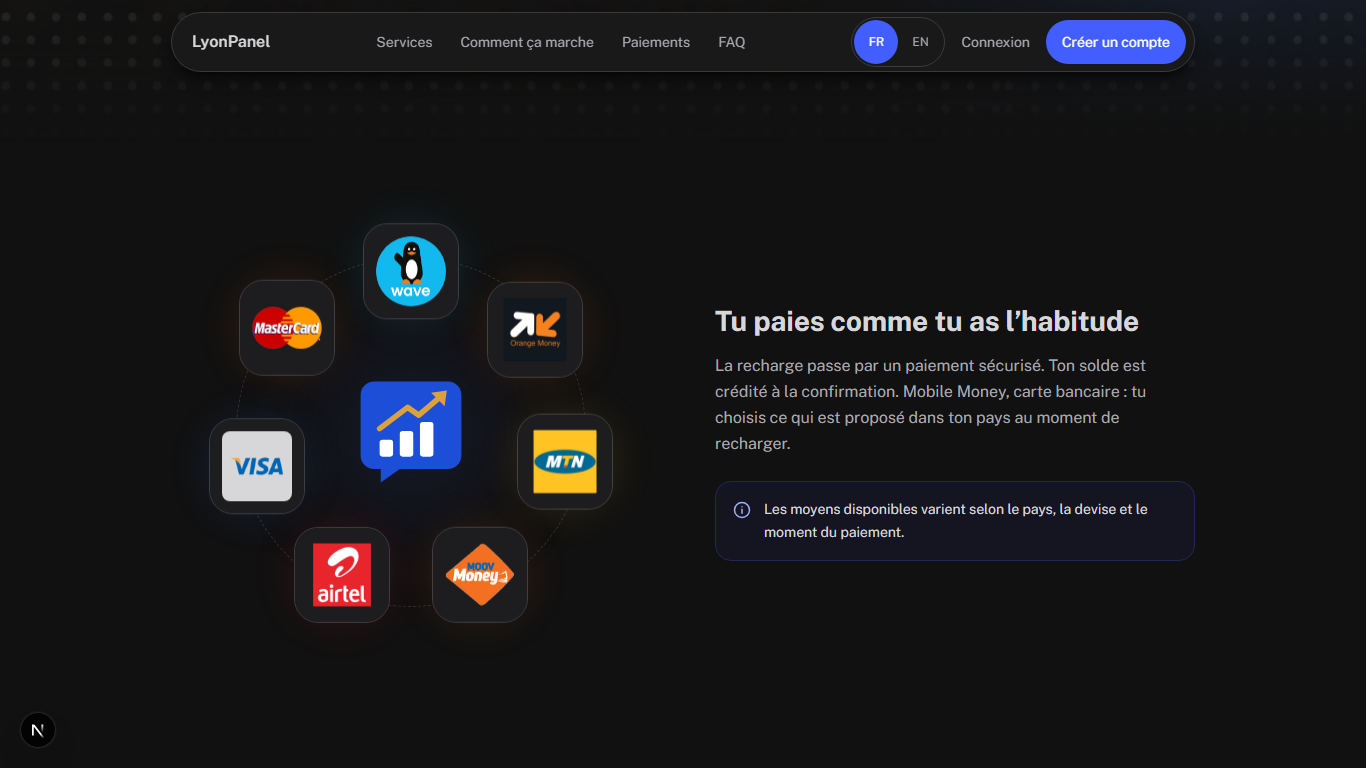 LyonPanel
Services
Comment ça marche
Paiements
FAQ
FR
EN
Connexion
Créer un compte
wave
MasterCard
Orange Money
VISA
MTN
airtel
MOOV
Money
Tu paies comme tu as l’habitude
La recharge passe par un paiement sécurisé. Ton solde est
crédité à la confirmation. Mobile Money, carte bancaire : tu
choisis ce qui est proposé dans ton pays au moment de
recharger.
Les moyens disponibles varient selon le pays, la devise et le
moment du paiement.
N